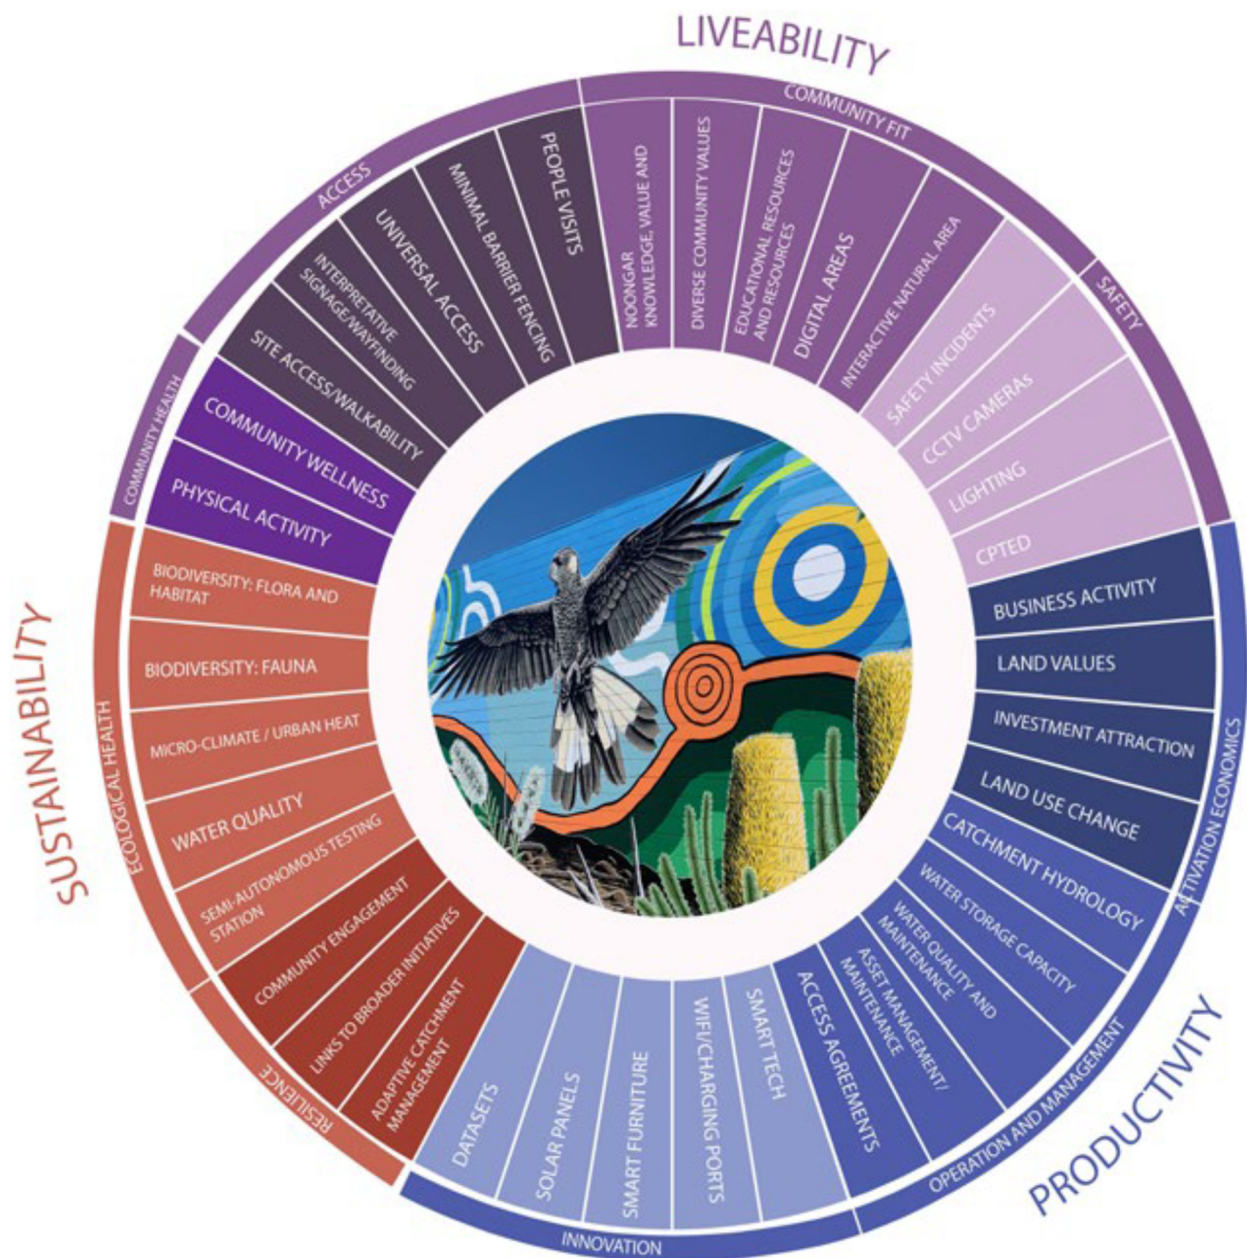 LIVEABILITY
COMMUNITY FIT
NOONGAR
KNOWLEDGE, VALUE AND
DIVERSE COMMUNITY VALUES
EDUCATIONAL RESOURCES
AND RESOURCES
DIGITAL AREAS
INTERACTIVE NATURAL AREA
SAFETY
SAFETY INCIDENTS
CCTV CAMERAs
LIGHTING
CPTED
PRODUCTIVITY
ACTIVATION ECONOMICS
BUSINESS ACTIVITY
LAND VALUES
INVESTMENT ATTRACTION
LAND USE CHANGE
OPERATION AND MANAGEMENT
CATCHMENT HYDROLOGY
WATER STORAGE CAPACITY
WATER QUALITY AND
MAINTENANCE
ASSET MANAGEMENT/
MAINTENANCE
ACCESS AGREEMENTS
INNOVATION
SMART TECH
WIFI/CHARGING PORTS
SMART FURNITURE
SOLAR PANELS
DATASETS
SUSTAINABILITY
RESILIENCE
ADAPTIVE CATCHMENT
MANAGEMENT
LINKS TO BROADER INITIATIVES
COMMUNITY ENGAGEMENT
ECOLOGICAL HEALTH
SEMI-AUTONOMOUS TESTING
STATION
WATER QUALITY
MICRO-CLIMATE / URBAN HEAT
BIODIVERSITY: FAUNA
BIODIVERSITY: FLORA AND
HABITAT
COMMUNITY HEALTH
PHYSICAL ACTIVITY
COMMUNITY WELLNESS
ACCESS
SITE ACCESS/WALKABILITY
INTERPRETATIVE
SIGNAGE/WAYFINDING
UNIVERSAL ACCESS
MINIMAL BARRIER FENCING
PEOPLE VISITS